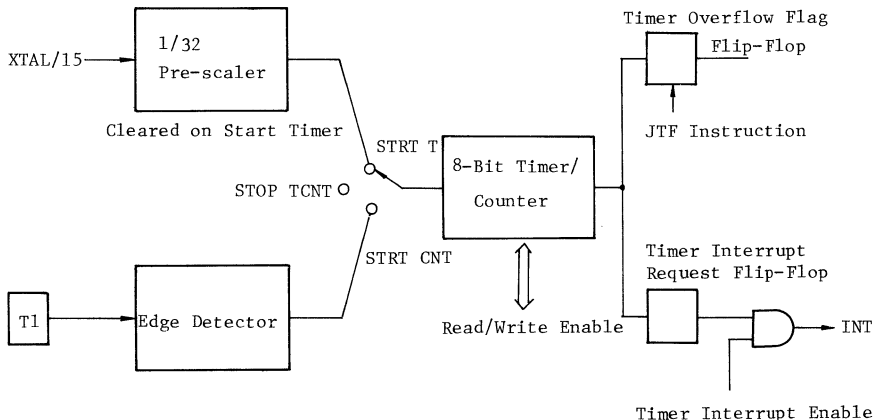 Timer Overflow Flag
Flip-Flop
1/32
Pre-scaler
XTAL/15
Cleared on Start Timer
JTF Instruction
STRT T
8-Bit Timer/
Counter
STOP TCNT
STRT CNT
Timer Interrupt
Request Flip-Flop
T1
Edge Detector
Read/Write Enable
INT
Timer Interrupt Enable